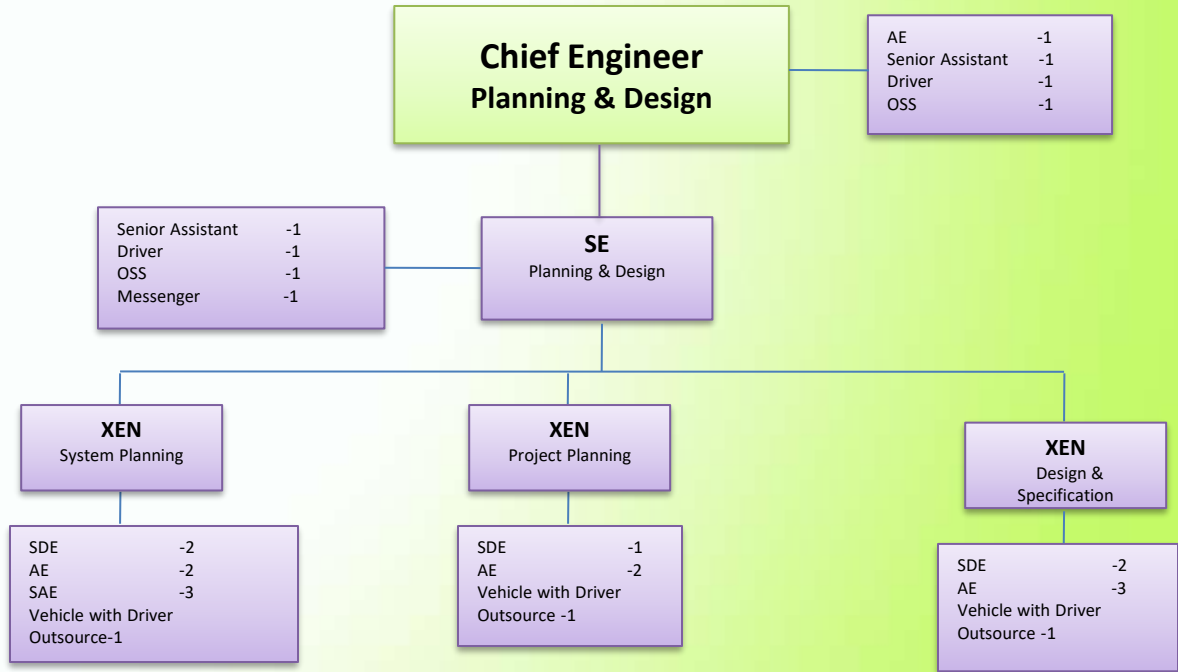 Chief Engineer
Planning & Design
AE -1
Senior Assistant -1
Driver -1
OSS -1
Senior Assistant -1
Driver -1
OSS -1
Messenger -1
SE
Planning & Design
XEN
System Planning
XEN
Project Planning
XEN
Design &
Specification
SDE -2
AE -2
SAE -3
Vehicle with Driver
Outsource-1
SDE -1
AE -2
Vehicle with Driver
Outsource -1
SDE -2
AE -3
Vehicle with Driver
Outsource -1